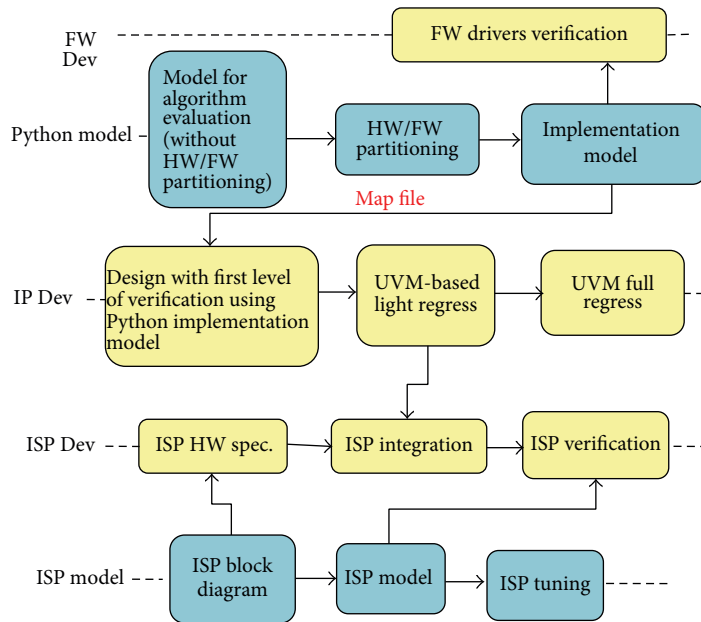 FW
Dev
FW drivers verification
Python model
Model for
algorithm
evaluation
(without
HW/FW
partitioning)
HW/FW
partitioning
Implementation
model
Map file
IP Dev
Design with first level
of verification using
Python implementation
model
UVM-based
light regress
UVM full
regress
ISP Dev
ISP HW spec.
ISP integration
ISP verification
ISP model
ISP block
diagram
ISP model
ISP tuning